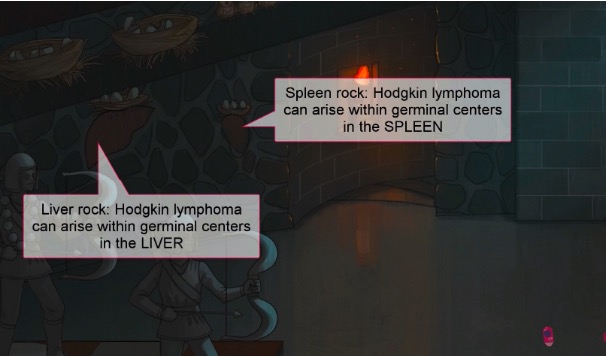 Spleen rock: Hodgkin lymphoma
can arise within germinal centers
in the SPLEEN
Liver rock: Hodgkin lymphoma
can arise within germinal centers
in the LIVER